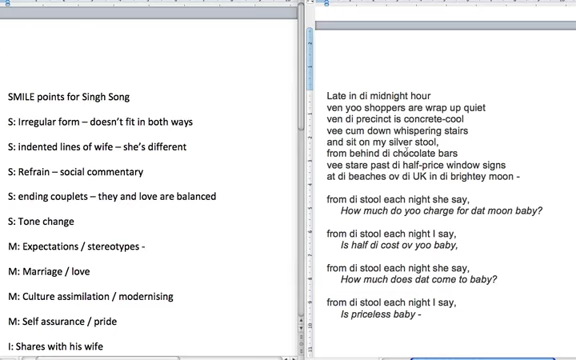 SMILE points for Singh Song
S: Irregular form – doesn't fit in both ways
S: indented lines of wife – she's different
S: Refrain – social commentary
S: ending couplets – they and love are balanced
S: Tone change
M: Expectations / stereotypes -
M: Marriage / love
M: Culture assimilation / modernising
M: Self assurance / pride
I: Shares with his wife
Late in di midnight hour
ven yoo shoppers are wrap up quiet
ven di precinct is concrete-cool
vee cum down whispering stairs
and sit on my silver stool,
from behind di chocolate bars
vee stare past di half-price window signs
at di beaches ov di UK in di brightey moon -
from di stool each night she say,
How much do yoo charge for dat moon baby?
from di stool each night I say,
Is half di cost ov yoo baby,
from di stool each night she say,
How much does dat come to baby?
from di stool each night I say,
Is priceless baby -